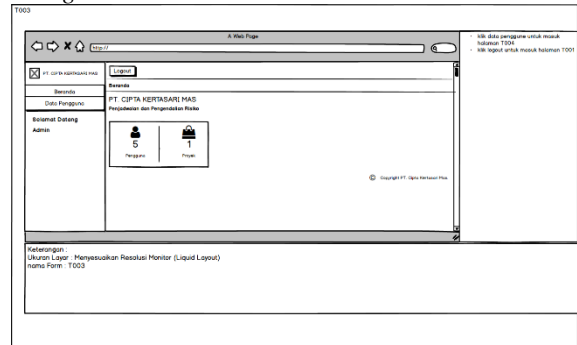 T003
A Web Page
http://
PT. CIPTA KERTASARI MAS
Logout
Beranda
Data Pengguna
Selamat Datang
Admin
Beranda
PT. CIPTA KERTASARI MAS
Penjadwalan dan Pengendalian Risiko
5
Pengguna
1
Proyek
© Copyright PT. Cipta Kertasari Mas
- klik data pengguna untuk masuk
halaman T004
- klik logout untuk masuk halaman T001
Keterangan :
Ukuran Layar : Menyesuaikan Resolusi Monitor (Liquid Layout)
nama Form : T003